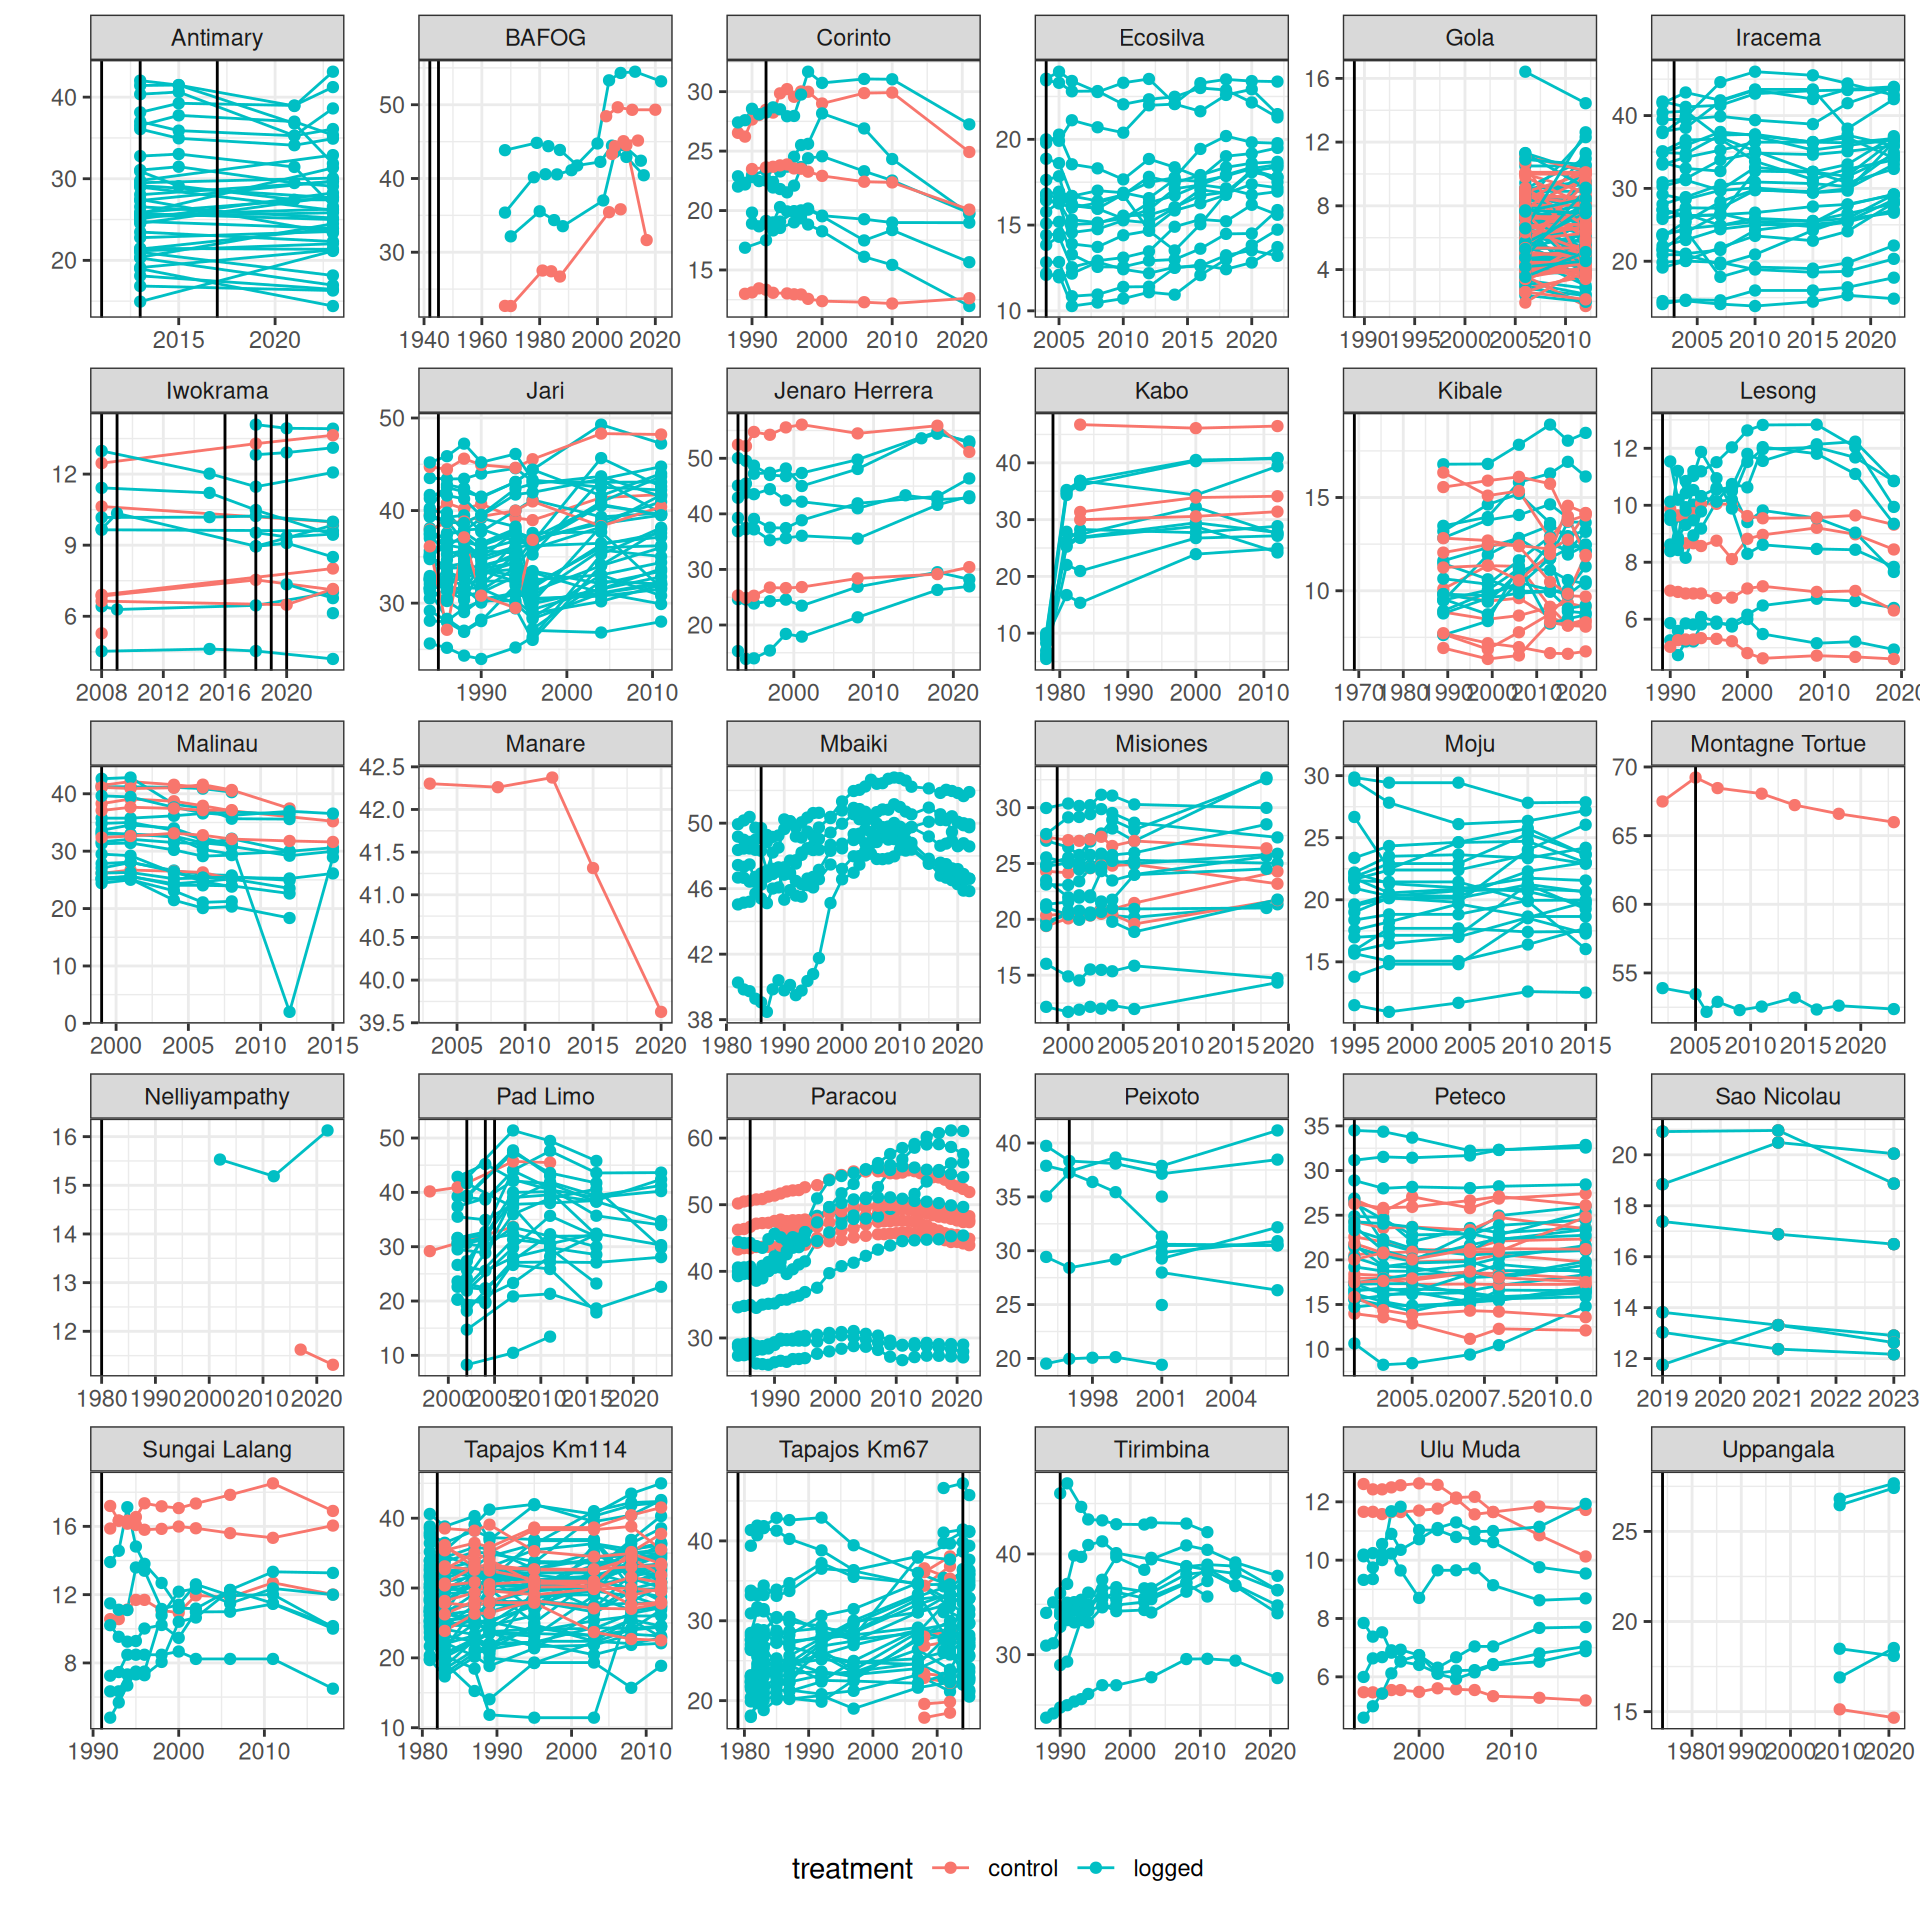 Antimary BAFOG Corinto Ecosilva Gola Iracema
40 30 20
50 40 30
30 25 20 15
20 15 10
16 12 8 4
40 30 20
2015 2020
1940 1960 1980 2000 2020
1990 2000 2010 2020
2005 2010 2015 2020
1990 1995 2000 2005 2010
2005 2010 2015 2020
Iwokrama Jari Jenaro Herrera Kabo Kibale Lesong
12 9 6
50 40 30
50 40 30 20
40 30 20 10
15 10
12 10 8 6
2008 2012 2016 2020
1990 2000 2010
2000 2010 2020
1980 1990 2000 2010
1970 1980 1990 2000 2010 2020
1990 2000 2010 2020
Malinau Manare Mbaiki Misiones Moju Montagne Tortue
40 30 20 10 0
42.5 42.0 41.5 41.0 40.5 40.0 39.5
50 46 42 38
30 25 20 15
30 25 20 15
70 65 60 55
2000 2005 2010 2015
2005 2010 2015 2020
1980 1990 2000 2010 2020
2000 2005 2010 2015 2020
1995 2000 2005 2010 2015
2005 2010 2015 2020
Nelliyampathy Pad Limo Paracou Peixoto Peteco Sao Nicolau
16 15 14 13 12
50 40 30 20 10
60 50 40 30
40 35 30 25 20
35 30 25 20 15 10
20 18 16 14 12
1980 1990 2000 2010 2020
2000 2005 2010 2015 2020
1990 2000 2010 2020
1998 2001 2004
2005.0 2007.5 2010.0
2019 2020 2021 2022 2023
Sungai Lalang Tapajos Km114 Tapajos Km67 Tirimbina Ulu Muda Uppangala
16 12 8
40 30 20 10
40 30 20
40 30
12 10 8 6
25 20 15
1990 2000 2010
1980 1990 2000 2010
1980 1990 2000 2010
1990 2000 2010 2020
2000 2010
1980 1990 2000 2010 2020
treatment control logged